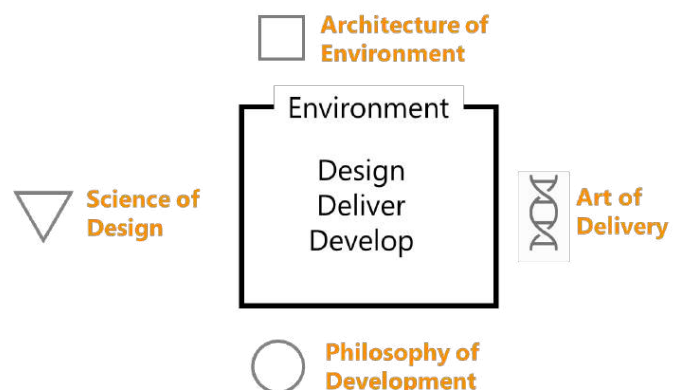 Architecture of
Environment
Environment
Design
Deliver
Develop
Science of
Design
Art of
Delivery
Philosophy of
Development